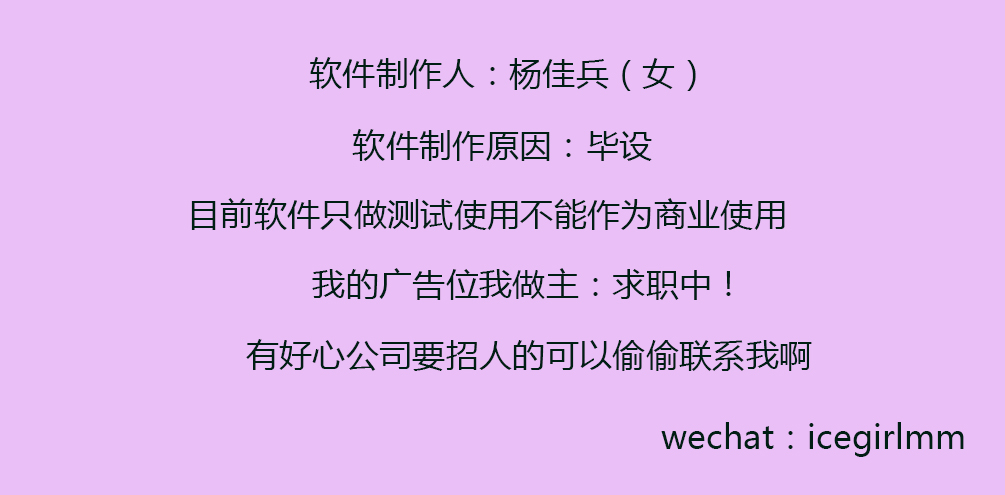 软件制作人：杨佳兵（女）
软件制作原因：毕设
目前软件只做测试使用不能作为商业使用
我的广告位我做主：求职中！
有好心公司要招人的可以偷偷联系我啊
wechat：icegirlmm